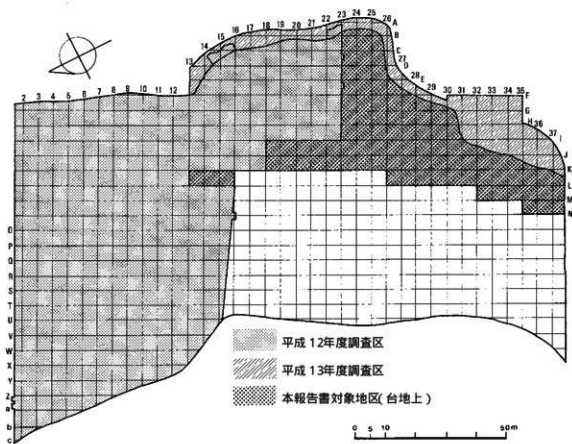 13 14 15 16 17 18 19 20 21 22 23 24 25 26 A
B
C
27 D
28 E
29
2 3 4 5 6 7 8 9 10 11 12
30 31 32 33 34 35 F
G
H 36
37 I
J
K
L
M
N
O
P
Q
R
S
T
U
V
W
X
Y
Z
a
b
c
平成12年度調査区
平成13年度調査区
本報告書対象地区(台地上)
0 5 10 50m